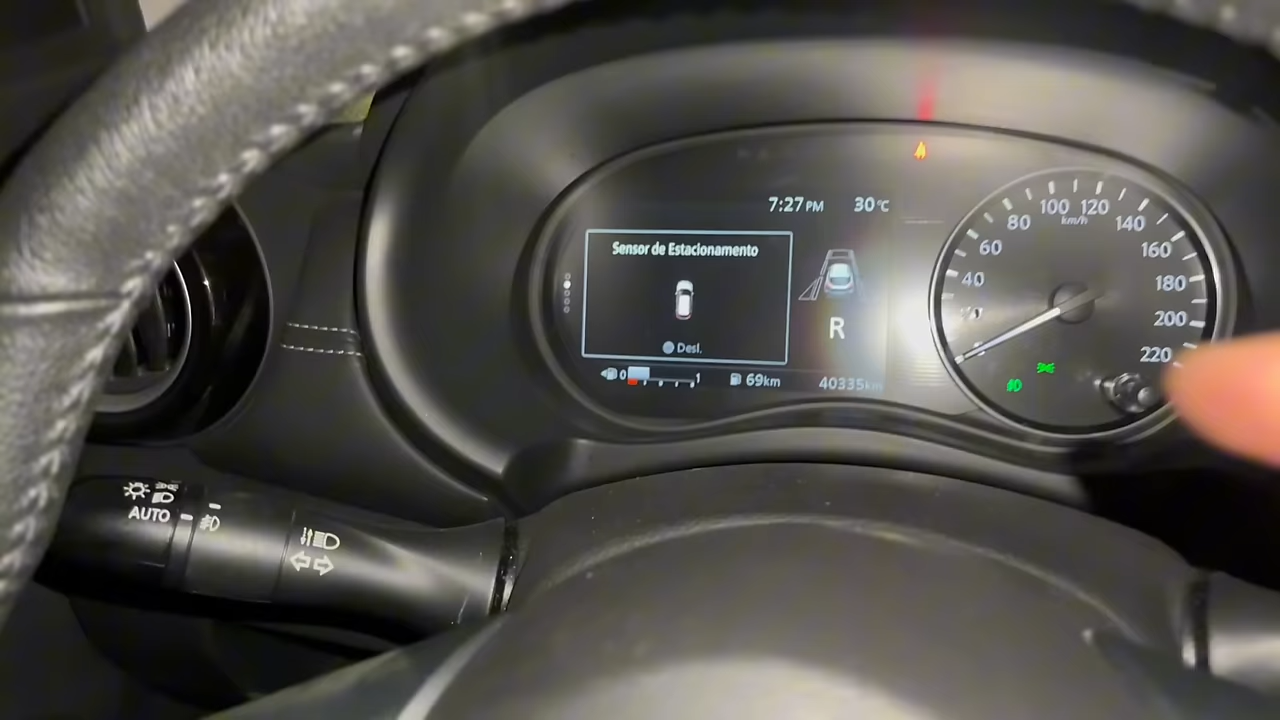 7:27 PM 30°C
Sensor de Estacionamento
Desl.
R
0 1 69km 40335km
100 120
80 km/h 140
60 160
40 180
200
220
AUTO